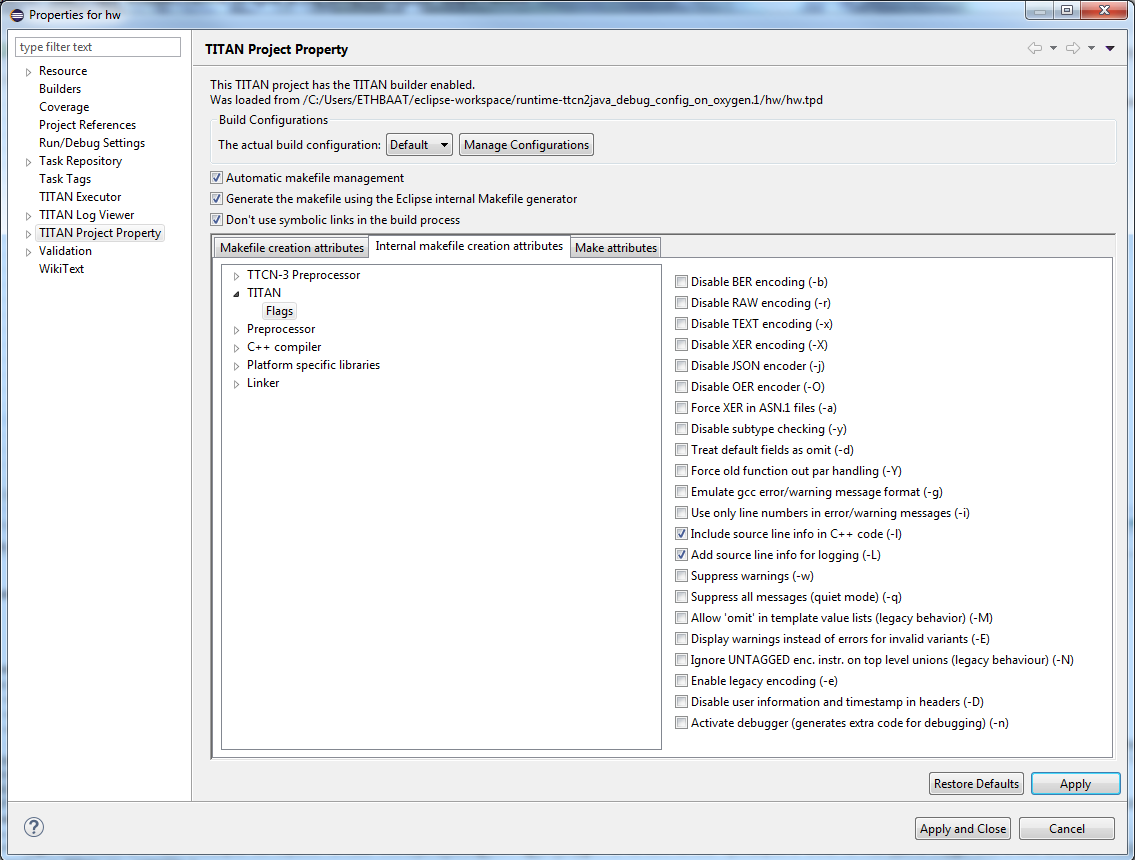 Properties for hw
type filter text
Resource
Builders
Coverage
Project References
Run/Debug Settings
Task Repository
Task Tags
TITAN Executor
TITAN Log Viewer
TITAN Project Property
Validation
WikiText
TITAN Project Property
This TITAN project has the TITAN builder enabled.
Was loaded from /C:/Users/ETHBAAT/eclipse-workspace/runtime-ttcn2java_debug_config_on_oxygen.1/hw/hw.tpd
Build Configurations
The actual build configuration: Default Manage Configurations
Automatic makefile management
Generate the makefile using the Eclipse internal Makefile generator
Don't use symbolic links in the build process
Makefile creation attributes Internal makefile creation attributes Make attributes
TTCN-3 Preprocessor
TITAN
Flags
Preprocessor
C++ compiler
Platform specific libraries
Linker
Disable BER encoding (-b)
Disable RAW encoding (-r)
Disable TEXT encoding (-x)
Disable XER encoding (-X)
Disable JSON encoder (-j)
Disable OER encoder (-O)
Force XER in ASN.1 files (-a)
Disable subtype checking (-y)
Treat default fields as omit (-d)
Force old function out par handling (-Y)
Emulate gcc error/warning message format (-g)
Use only line numbers in error/warning messages (-i)
Include source line info in C++ code (-l)
Add source line info for logging (-L)
Suppress warnings (-w)
Suppress all messages (quiet mode) (-q)
Allow 'omit' in template value lists (legacy behavior) (-M)
Display warnings instead of errors for invalid variants (-E)
Ignore UNTAGGED enc. instr. on top level unions (legacy behaviour) (-N)
Enable legacy encoding (-e)
Disable user information and timestamp in headers (-D)
Activate debugger (generates extra code for debugging) (-n)
Restore Defaults Apply
? Apply and Close Cancel